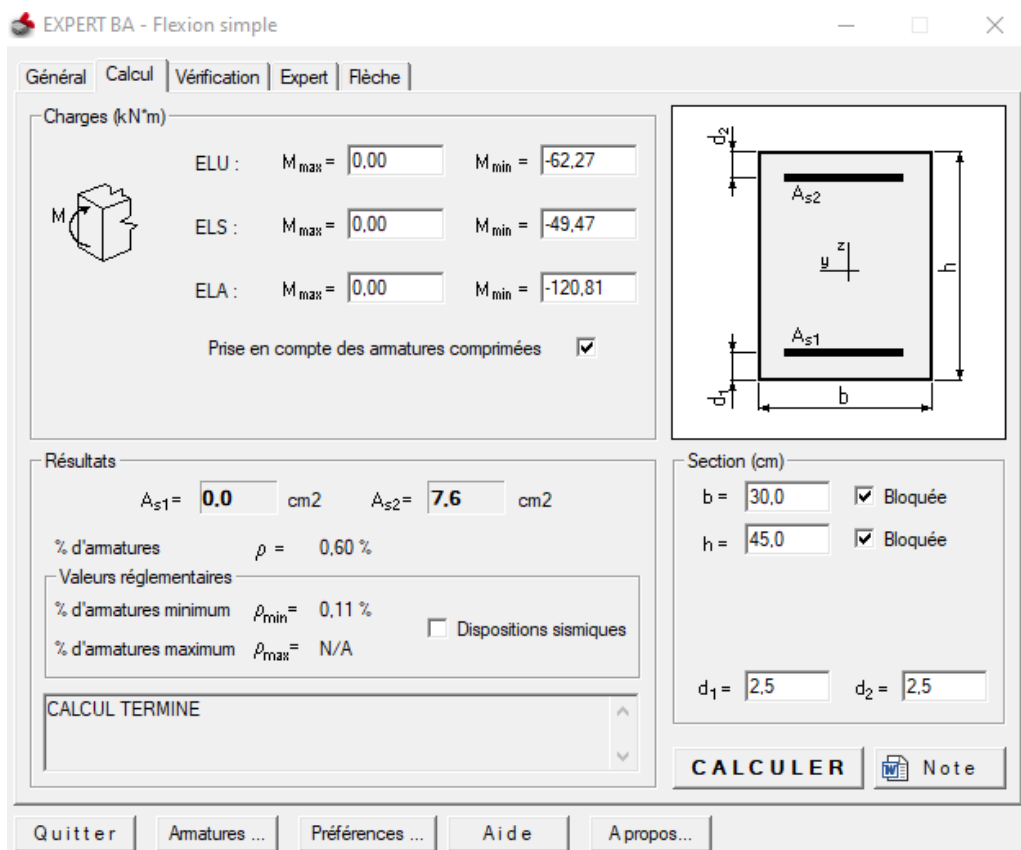 EXPERT BA - Flexion simple
Général Calcul Vérification Expert Flèche
Charges (kN*m)
ELU : M max = 0,00 M min = -62,27
ELS : M max = 0,00 M min = -49,47
ELA : M max = 0,00 M min = -120,81
M
Prise en compte des armatures comprimées
d2
As2
z
y
h
As1
d1
b
Résultats
As1= 0,0 cm2 As2= 7,6 cm2
% d'armatures ρ = 0,60 %
Valeurs réglementaires
% d'armatures minimum ρmin= 0,11 %
Dispositions sismiques
% d'armatures maximum ρmax= N/A
CALCUL TERMINE
Section (cm)
b = 30,0 Bloquée
h = 45,0 Bloquée
d1 = 2,5 d2 = 2,5
CALCULER Note
Quitter Armatures ... Préférences ... Aide A propos...